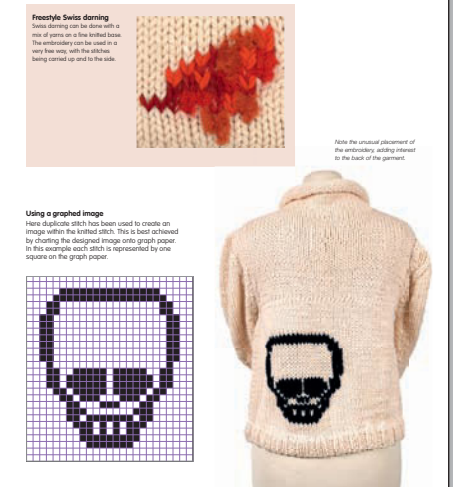 Freestyle Swiss darning
Swiss darning can be done with a
mix of yarns on a fine knitted base.
The embroidery can be used in a
very free way, with the stitches
being carried up and to the side.
Note the unusual placement of
the embroidery, adding interest
to the back of the garment.
Using a graphed image
Here duplicate stitch has been used to create an
image within the knitted stitch. This is best achieved
by charting the designed image onto graph paper.
In this example each stitch is represented by one
square on the graph paper.